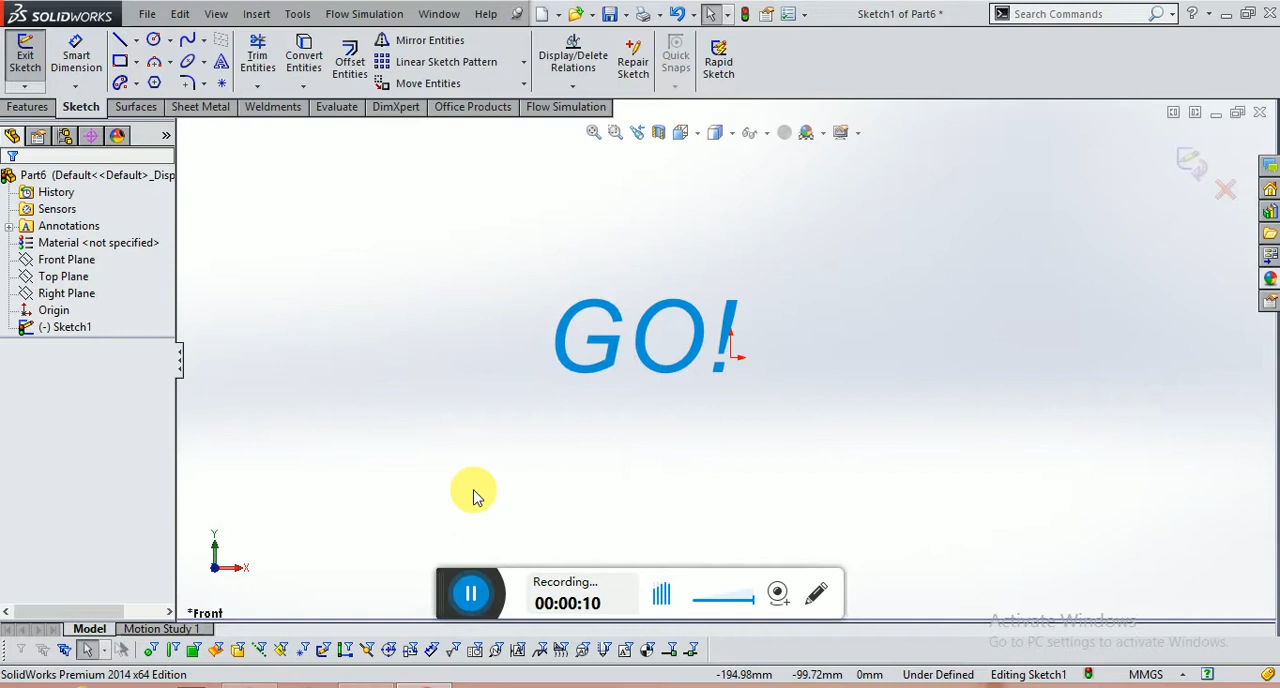 SOLIDWORKS File Edit View Insert Tools Flow Simulation Window Help Sketch1 of Part6 * Search Commands ?
Exit Sketch
Smart Dimension
Trim Entities
Convert Entities
Offset Entities
Mirror Entities
Linear Sketch Pattern
Move Entities
Display/Delete Relations
Repair Sketch
Quick Snaps
Rapid Sketch
Features Sketch Surfaces Sheet Metal Weldments Evaluate DimXpert Office Products Flow Simulation
Part6 (Default<<Default>_Disp
History
Sensors
Annotations
Material <not specified>
Front Plane
Top Plane
Right Plane
Origin
(-) Sketch1
GO!
Y
X
*Front
Recording...
00:00:10
Activate Windows
Go to PC settings to activate Windows.
Model Motion Study 1
SolidWorks Premium 2014 x64 Edition -194.98mm -99.72mm 0mm Under Defined Editing Sketch1 MMGS ?